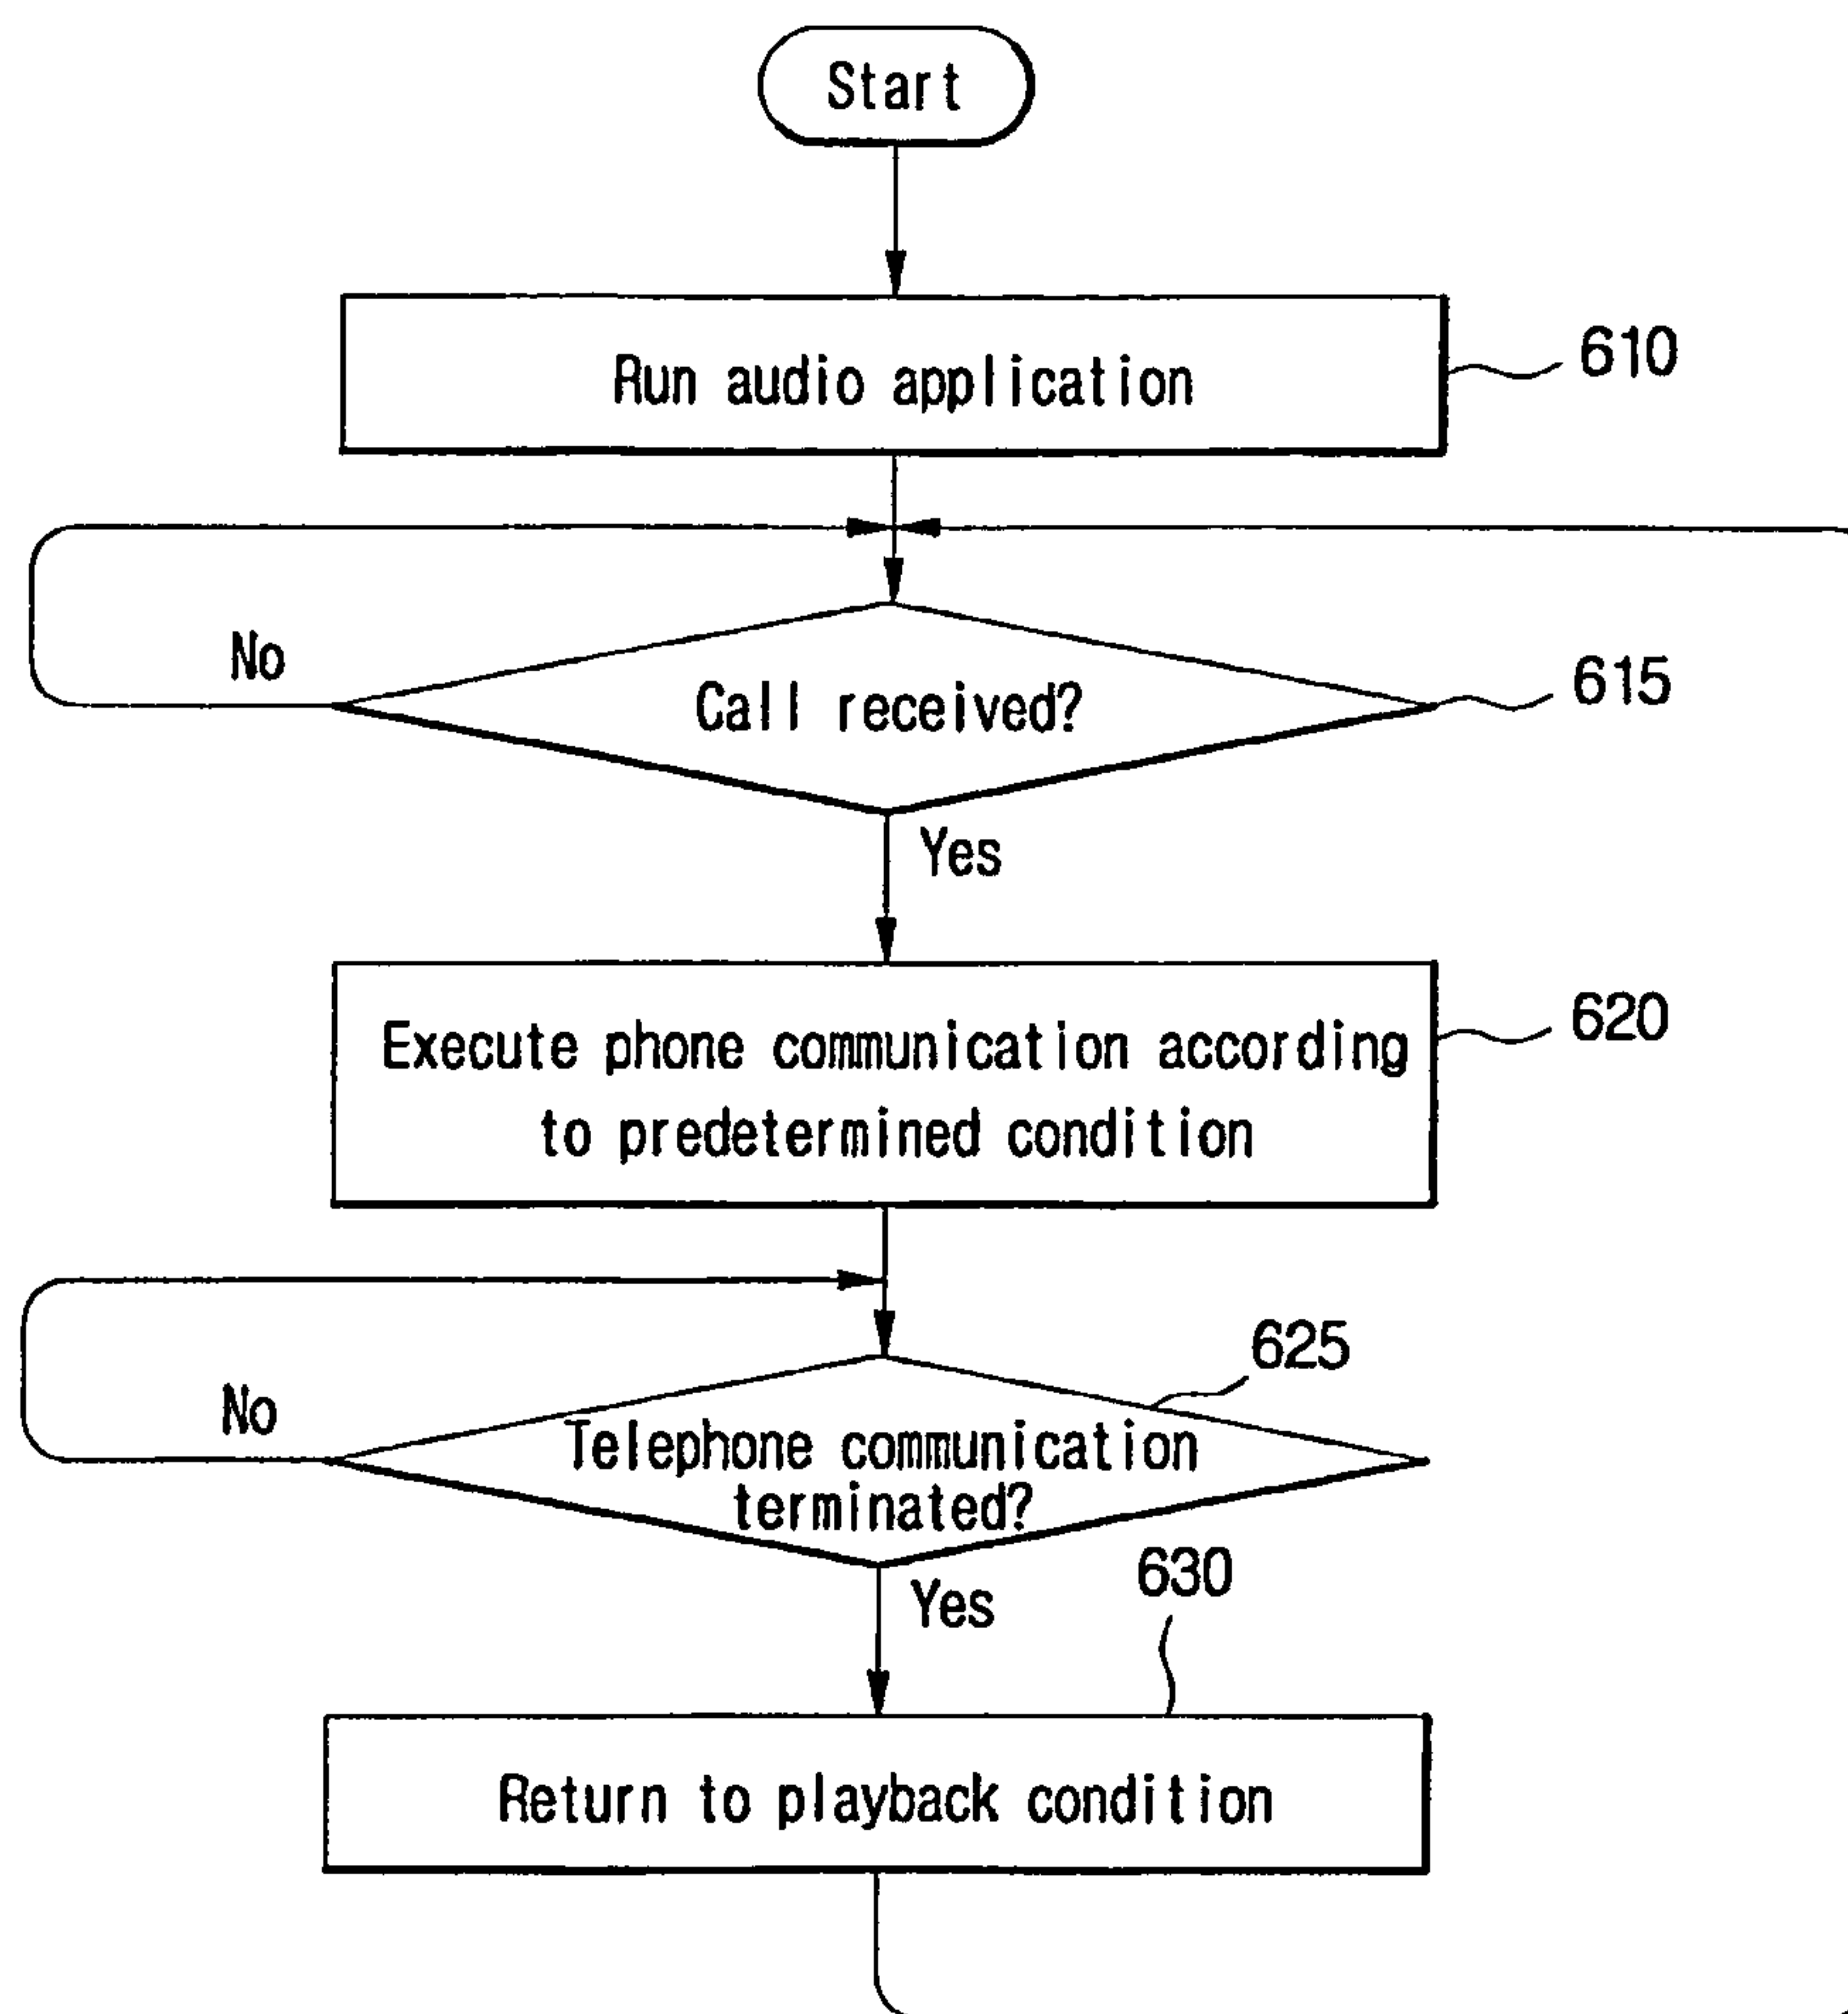 Start
Run audio application
610
No
Call received?
615
Yes
Execute phone communication according
to predetermined condition
620
625
No
Telephone communication
terminated?
Yes
630
Return to playback condition